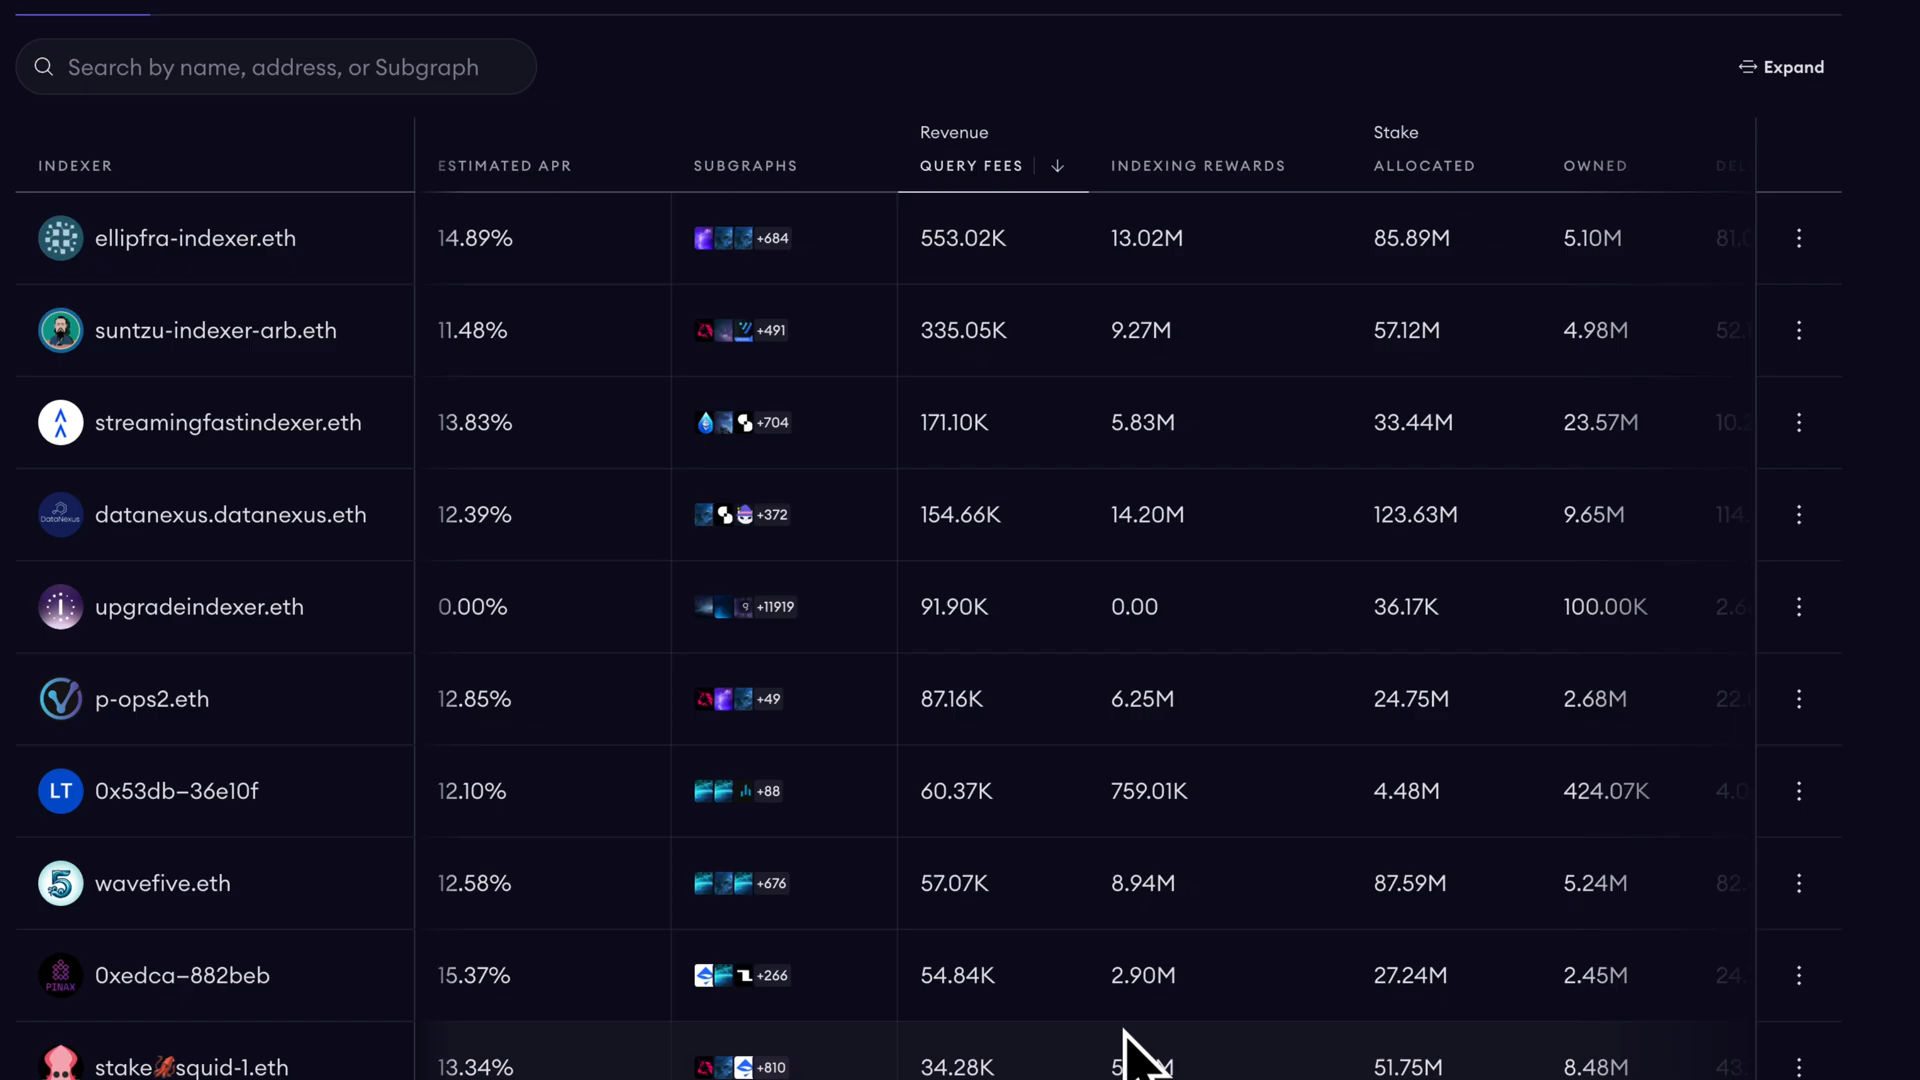 Search by name, address, or Subgraph
Expand
Revenue Stake
INDEXER ESTIMATED APR SUBGRAPHS QUERY FEES INDEXING REWARDS ALLOCATED OWNED
ellipfra-indexer.eth 14.89% +684 553.02K 13.02M 85.89M 5.10M
suntzu-indexer-arb.eth 11.48% +491 335.05K 9.27M 57.12M 4.98M
streamingfastindexer.eth 13.83% +704 171.10K 5.83M 33.44M 23.57M
DataNexus datanexus.datanexus.eth 12.39% +372 154.66K 14.20M 123.63M 9.65M
upgradeindexer.eth 0.00% +11919 91.90K 0.00 36.17K 100.00K
p-ops2.eth 12.85% +49 87.16K 6.25M 24.75M 2.68M
LT 0x53db–36e10f 12.10% +88 60.37K 759.01K 4.48M 424.07K
5 wavefive.eth 12.58% +676 57.07K 8.94M 87.59M 5.24M
PINAX 0xedca–882beb 15.37% +266 54.84K 2.90M 27.24M 2.45M
stake🦑squid-1.eth 13.34% +810 34.28K 51.75M 8.48M